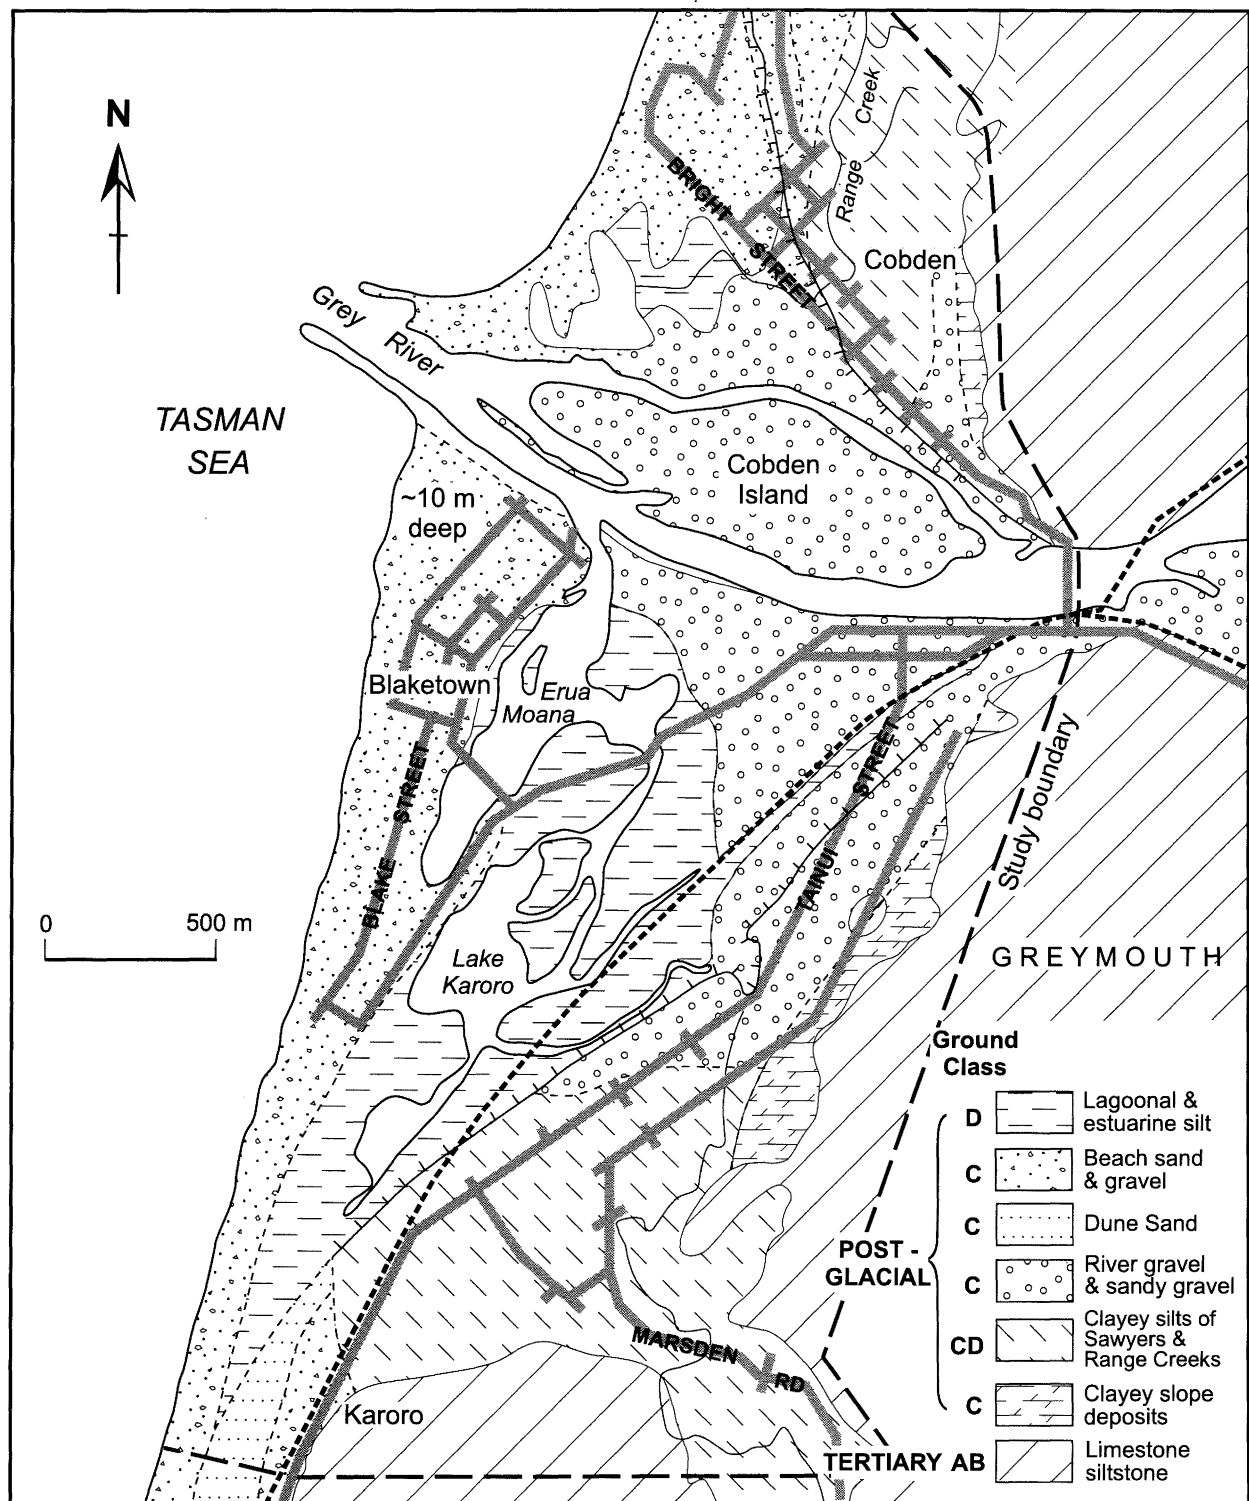 N
BRIGHT STREET
Range Creek
Cobden
Grey River
TASMAN
SEA
Cobden
Island
~10 m
deep
Blaketown
Erua
Moana
BLAKE STREET
TAINUI STREET
Study boundary
0 500 m
Lake
Karoro
GREYMOUTH
Ground
Class
D Lagoonal &
estuarine silt
C Beach sand
& gravel
C Dune Sand
POST -
GLACIAL
C River gravel
& sandy gravel
CD Clayey silts of
Sawyers &
Range Creeks
C Clayey slope
deposits
MARSDEN RD
Karoro
TERTIARY AB Limestone
siltstone